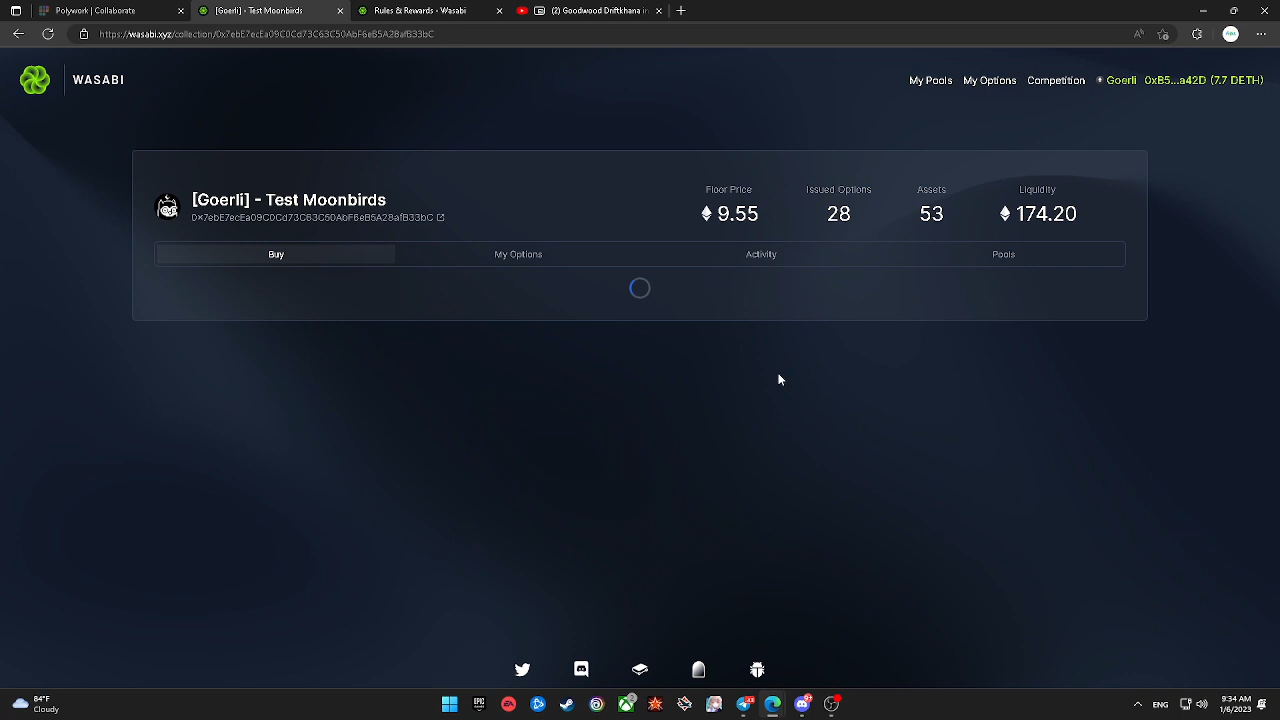 Polywork | Collaborate
[Goerli] - Test Moonbirds
Rules & Rewards - Wasabi
(2) Goodwood Driftkhana in
https://wasabi.xyz/collection/0x7ebE7ecEa09C0Cd73C63C50AbF6eB5A28afB33bC
WASABI
My Pools My Options Competition Goerli 0xB5...a42D (7.7 DETH)
[Goerli] - Test Moonbirds
0x7ebE7ecEa09C0Cd73C63C50AbF6eB5A28afB33bC
Floor Price Issued Options Assets Liquidity
9.55 28 53 174.20
Buy My Options Activity Pools
84°F
Cloudy
ENG
9:34 AM
1/6/2023